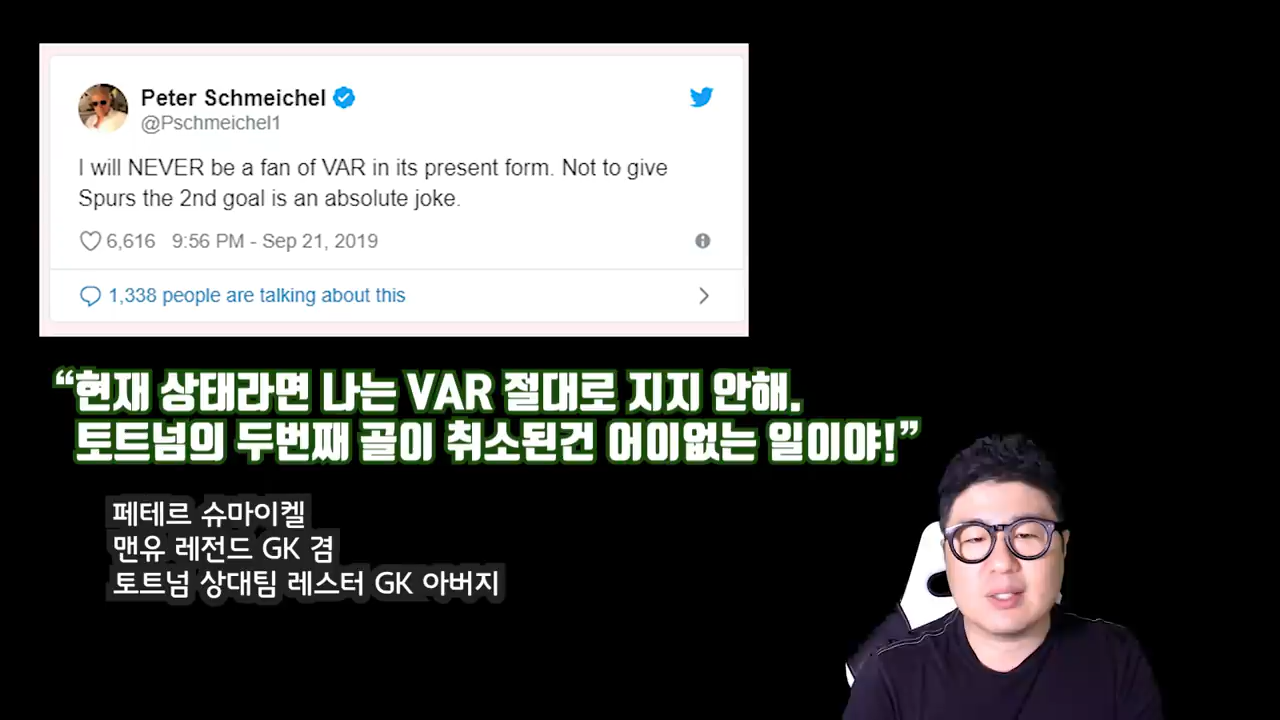 Peter Schmeichel
@Pschmeichel1
I will NEVER be a fan of VAR in its present form. Not to give
Spurs the 2nd goal is an absolute joke.
6,616 9:56 PM - Sep 21, 2019
1,338 people are talking about this
“현재 상태라면 나는 VAR 절대로 지지 안해.
토트넘의 두번째 골이 취소된건 어이없는 일이야!”
페테르 슈마이켈
맨유 레전드 GK 겸
토트넘 상대팀 레스터 GK 아버지